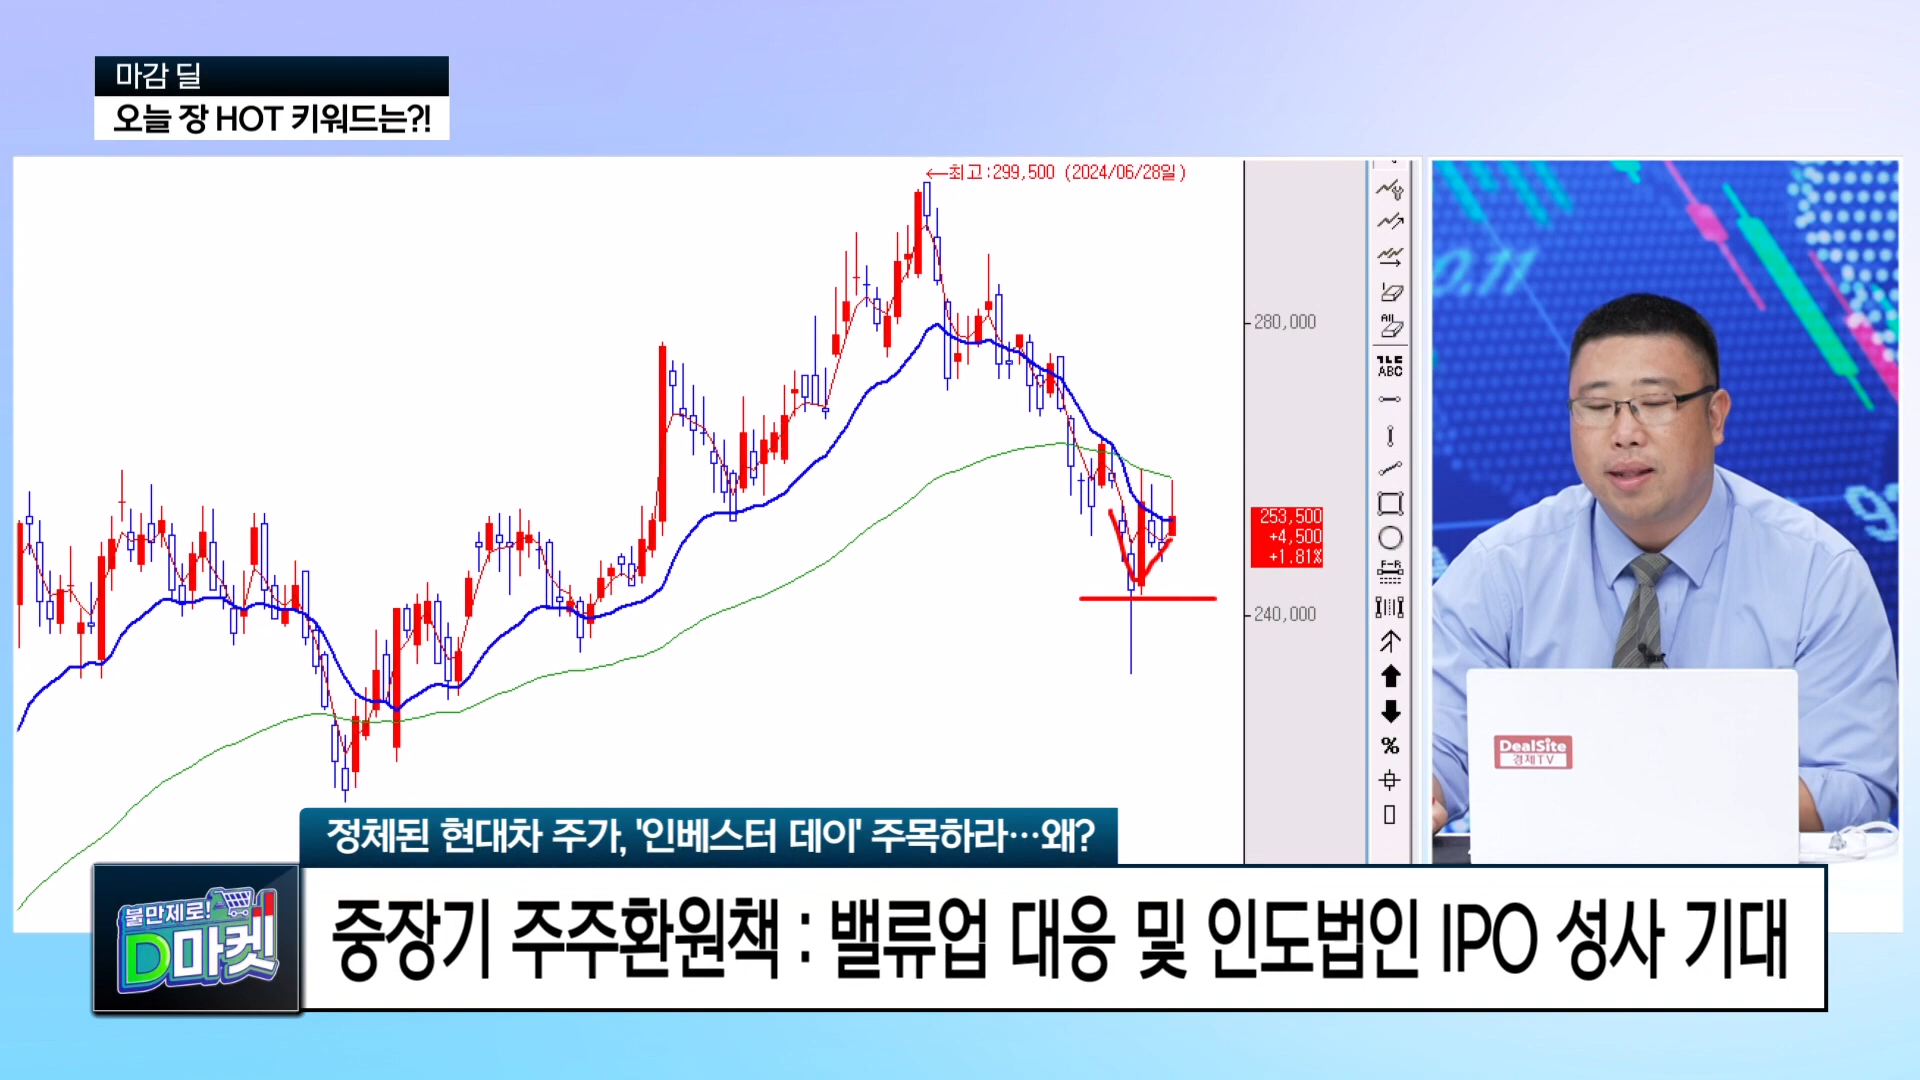 마감 딜
오늘 장 HOT 키워드는?!
←최고:299,500 (2024/06/28일)
280,000
253,500
+4,500
+1.81%
240,000
All
ABC
F-R
%
0.11
DealSite
경제TV
정체된 현대차 주가, '인베스터 데이' 주목하라…왜?
불만제로!
D마켓
중장기 주주환원책 : 밸류업 대응 및 인도법인 IPO 성사 기대